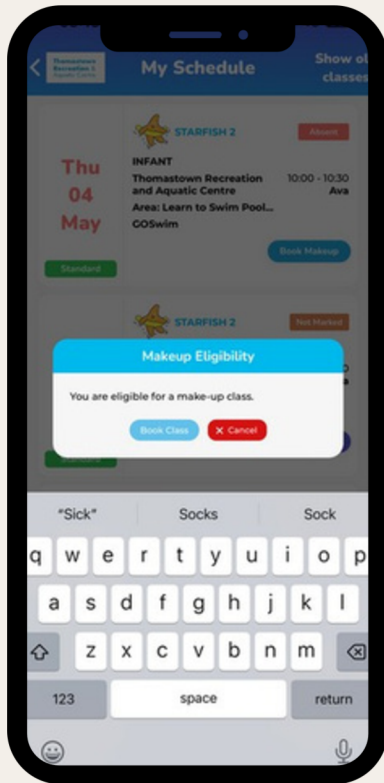 Thomastown
Recreation &
Aquatic Centre
My Schedule
Show ol
classes
STARFISH 2
Absent
Thu
04
May
INFANT
Thomastown Recreation
and Aquatic Centre
10:00 - 10:30
Ava
Area: Learn to Swim Pool...
GOSwim
Book Makeup
Standard
STARFISH 2
Not Marked
Makeup Eligibility
You are eligible for a make-up class.
Book Class
X Cancel
Standard
"Sick"
Socks
Sock
q w e r t y u i o p
a s d f g h j k l
z x c v b n m
123
space
return